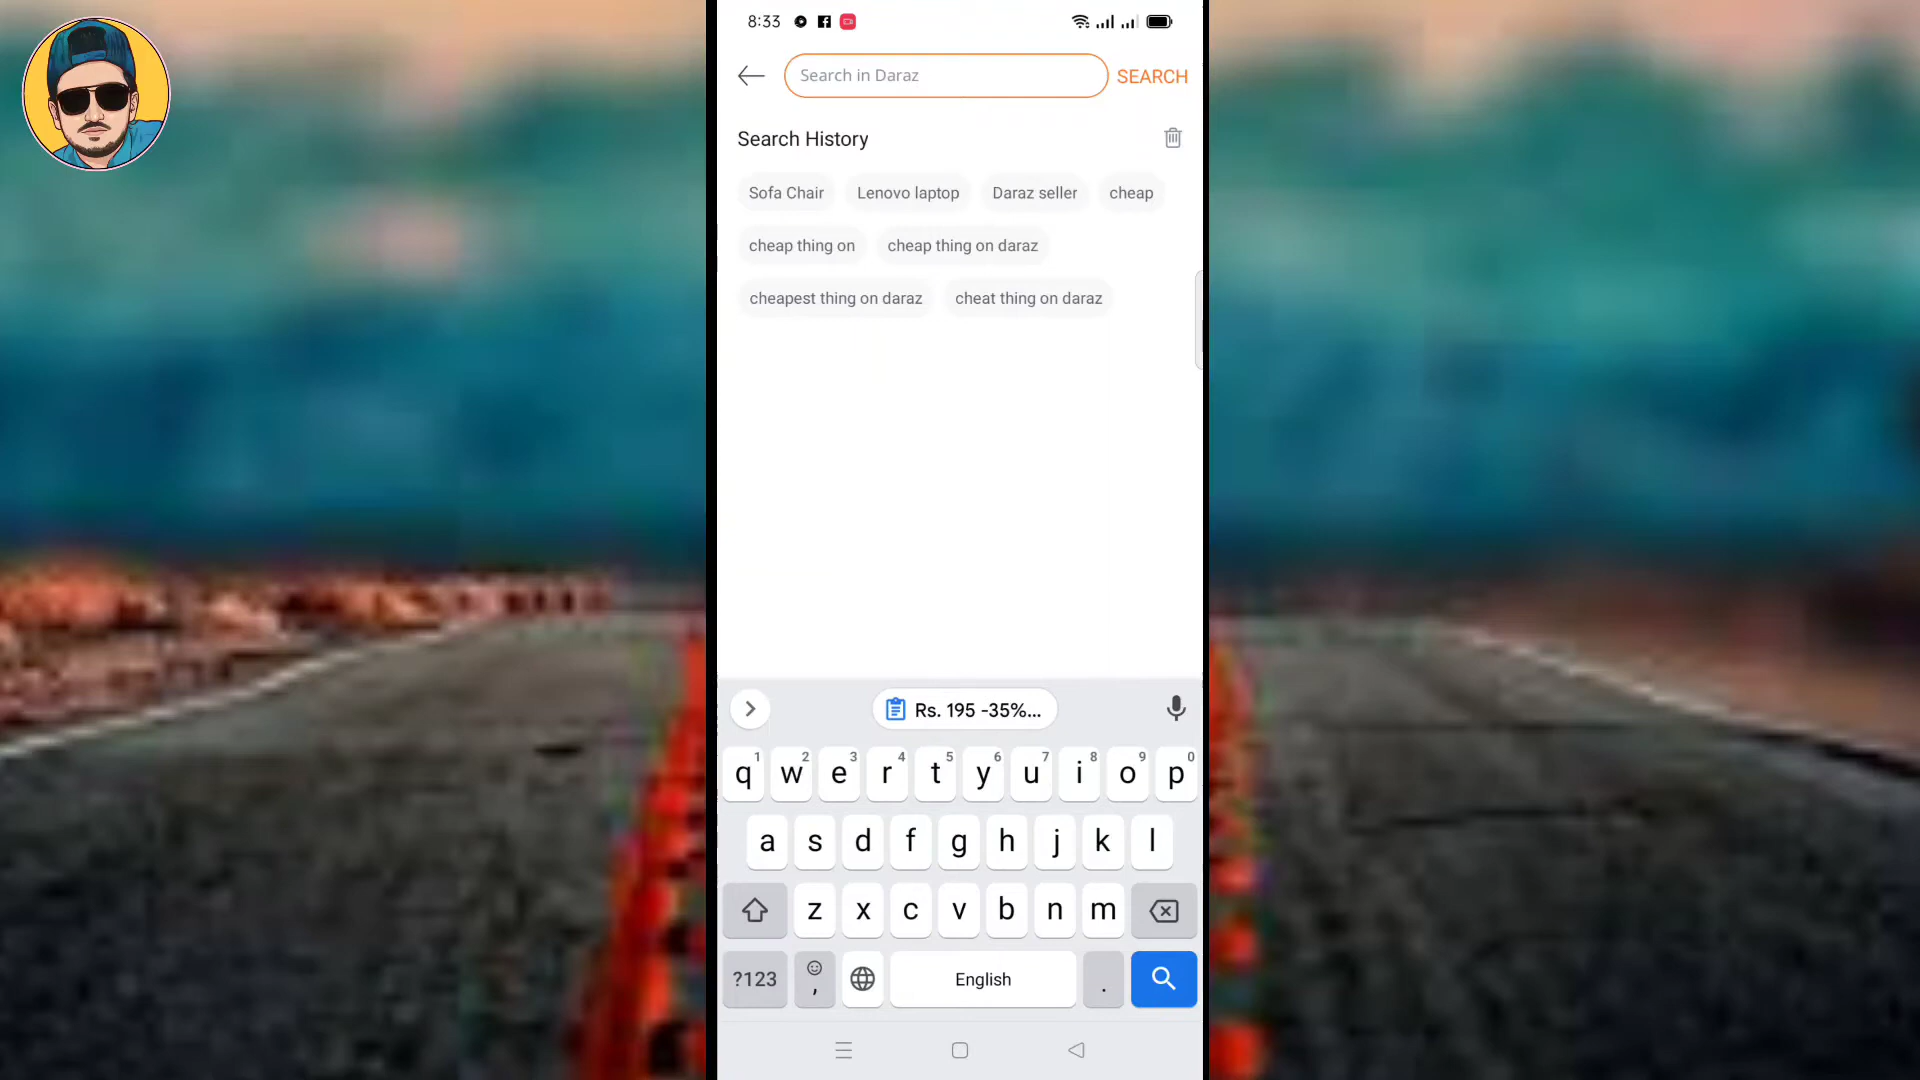 8:33
Search in Daraz SEARCH
Search History
Sofa Chair Lenovo laptop Daraz seller cheap
cheap thing on cheap thing on daraz
cheapest thing on daraz cheat thing on daraz
Rs. 195 -35%...
q1 w2 e3 r4 t5 y6 u7 i8 o9 p0
a s d f g h j k l
z x c v b n m
?123 , English .